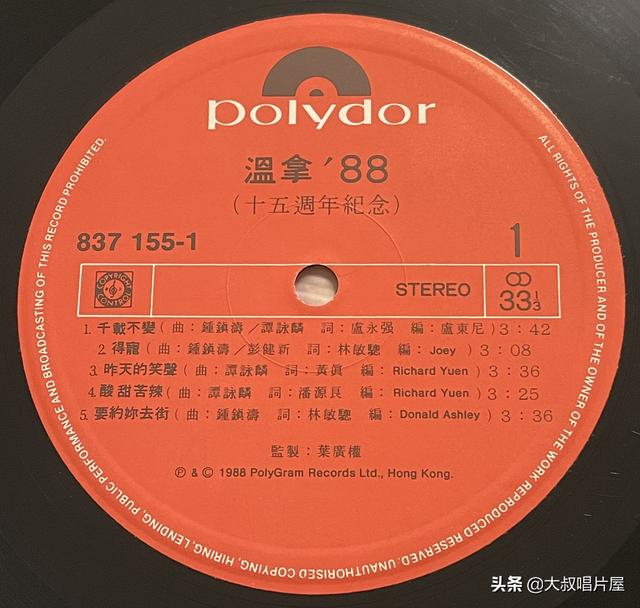 polydor
溫拿 '88
(十五週年紀念)
837 155-1
1
COPYRIGHT CONTROL
STEREO
33 1/3
1. 千載不變 (曲：鍾鎮濤／譚詠麟 詞：盧永强 編：盧東尼) 3：42
2. 得寵 (曲：鍾鎮濤／彭健新 詞：林敏驄 編：Joey) 3：08
3. 昨天的笑聲 (曲：譚詠麟 詞：黃眞 編：Richard Yuen) 3：36
4. 酸甜苦辣 (曲：譚詠麟 詞：潘源良 編：Richard Yuen) 3：25
5. 要約妳去街 (曲：鍾鎮濤 詞：林敏驄 編：Donald Ashley) 3：36
監製：葉廣權
Ⓟ & © 1988 PolyGram Records Ltd., Hong Kong.
ALL RIGHTS OF THE PRODUCER AND OF THE OWNER OF THE WORK REPRODUCED RESERVED. UNAUTHORISED COPYING, HIRING, LENDING, PUBLIC PERFORMANCE AND BROADCASTING OF THIS RECORD PROHIBITED.
头条 @大叔唱片屋